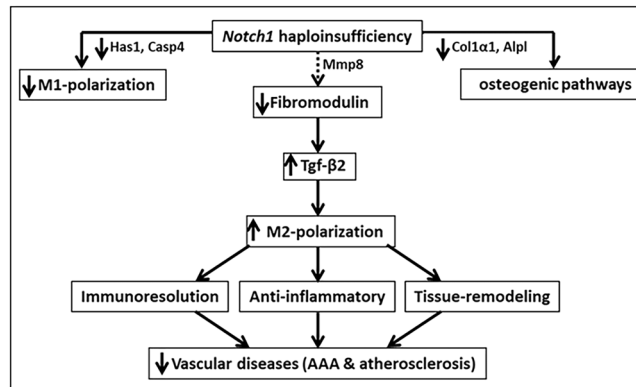 Notch1 haploinsufficiency
↓Has1, Casp4
↓Col1α1, Alpl
Mmp8
↓M1-polarization
↓Fibromodulin
osteogenic pathways
↑Tgf-β2
↑M2-polarization
Immunoresolution
Anti-inflammatory
Tissue-remodeling
↓Vascular diseases (AAA & atherosclerosis)